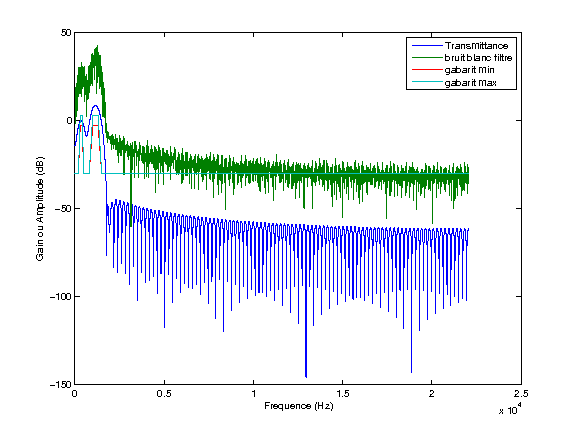 50
0
-50
-100
-150
Gain ou Amplitude (dB)
Transmittance
bruit blanc filtre
gabarit Min
gabarit Max
0
0.5
1
1.5
2
2.5
Frequence (Hz)
x 10^4